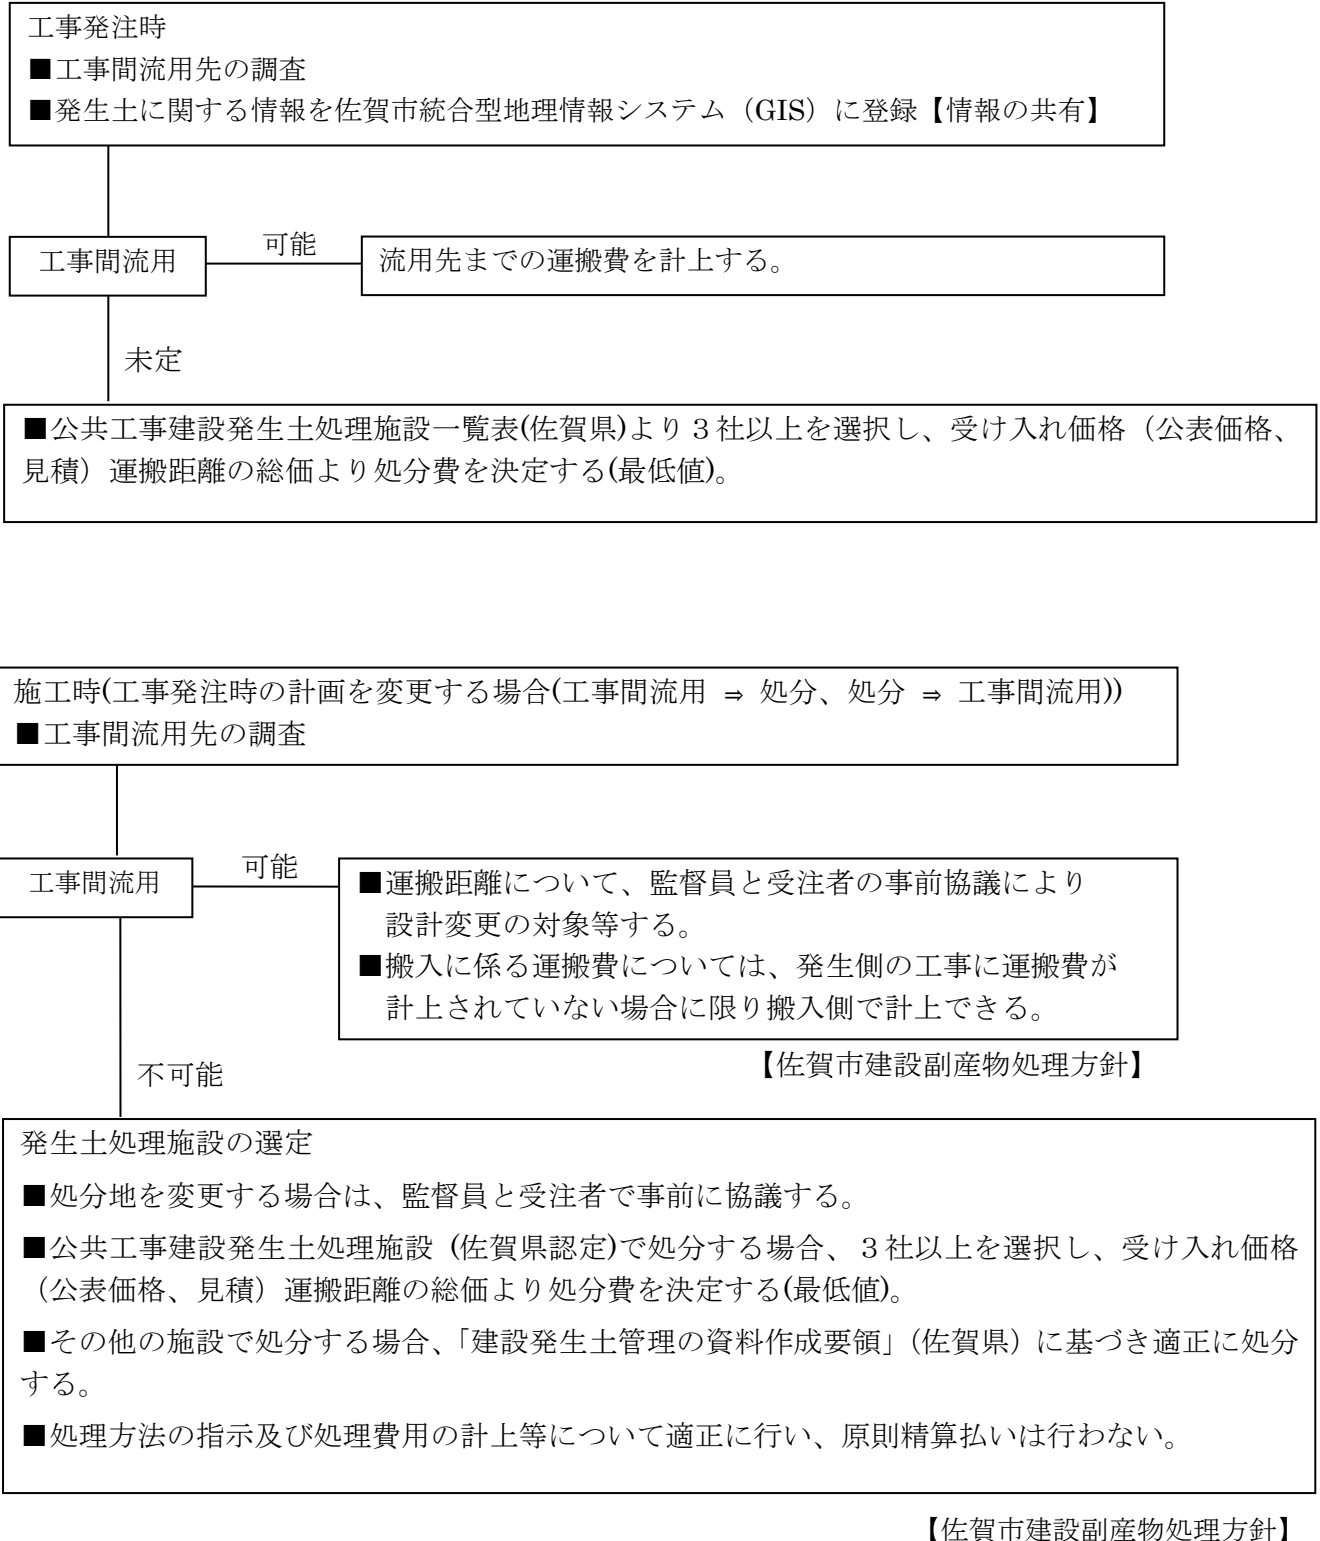 工事発注時
■工事間流用先の調査
■発生土に関する情報を佐賀市統合型地理情報システム（GIS）に登録【情報の共有】
工事間流用
可能
流用先までの運搬費を計上する。
未定
■公共工事建設発生土処理施設一覧表(佐賀県)より３社以上を選択し、受け入れ価格（公表価格、
見積）運搬距離の総価より処分費を決定する(最低値)。
施工時(工事発注時の計画を変更する場合(工事間流用 ⇒ 処分、処分 ⇒ 工事間流用))
■工事間流用先の調査
工事間流用
可能
■運搬距離について、監督員と受注者の事前協議により
設計変更の対象等する。
■搬入に係る運搬費については、発生側の工事に運搬費が
計上されていない場合に限り搬入側で計上できる。
【佐賀市建設副産物処理方針】
不可能
発生土処理施設の選定
■処分地を変更する場合は、監督員と受注者で事前に協議する。
■公共工事建設発生土処理施設 (佐賀県認定)で処分する場合、３社以上を選択し、受け入れ価格
（公表価格、見積）運搬距離の総価より処分費を決定する(最低値)。
■その他の施設で処分する場合、「建設発生土管理の資料作成要領」（佐賀県）に基づき適正に処分
する。
■処理方法の指示及び処理費用の計上等について適正に行い、原則精算払いは行わない。
【佐賀市建設副産物処理方針】